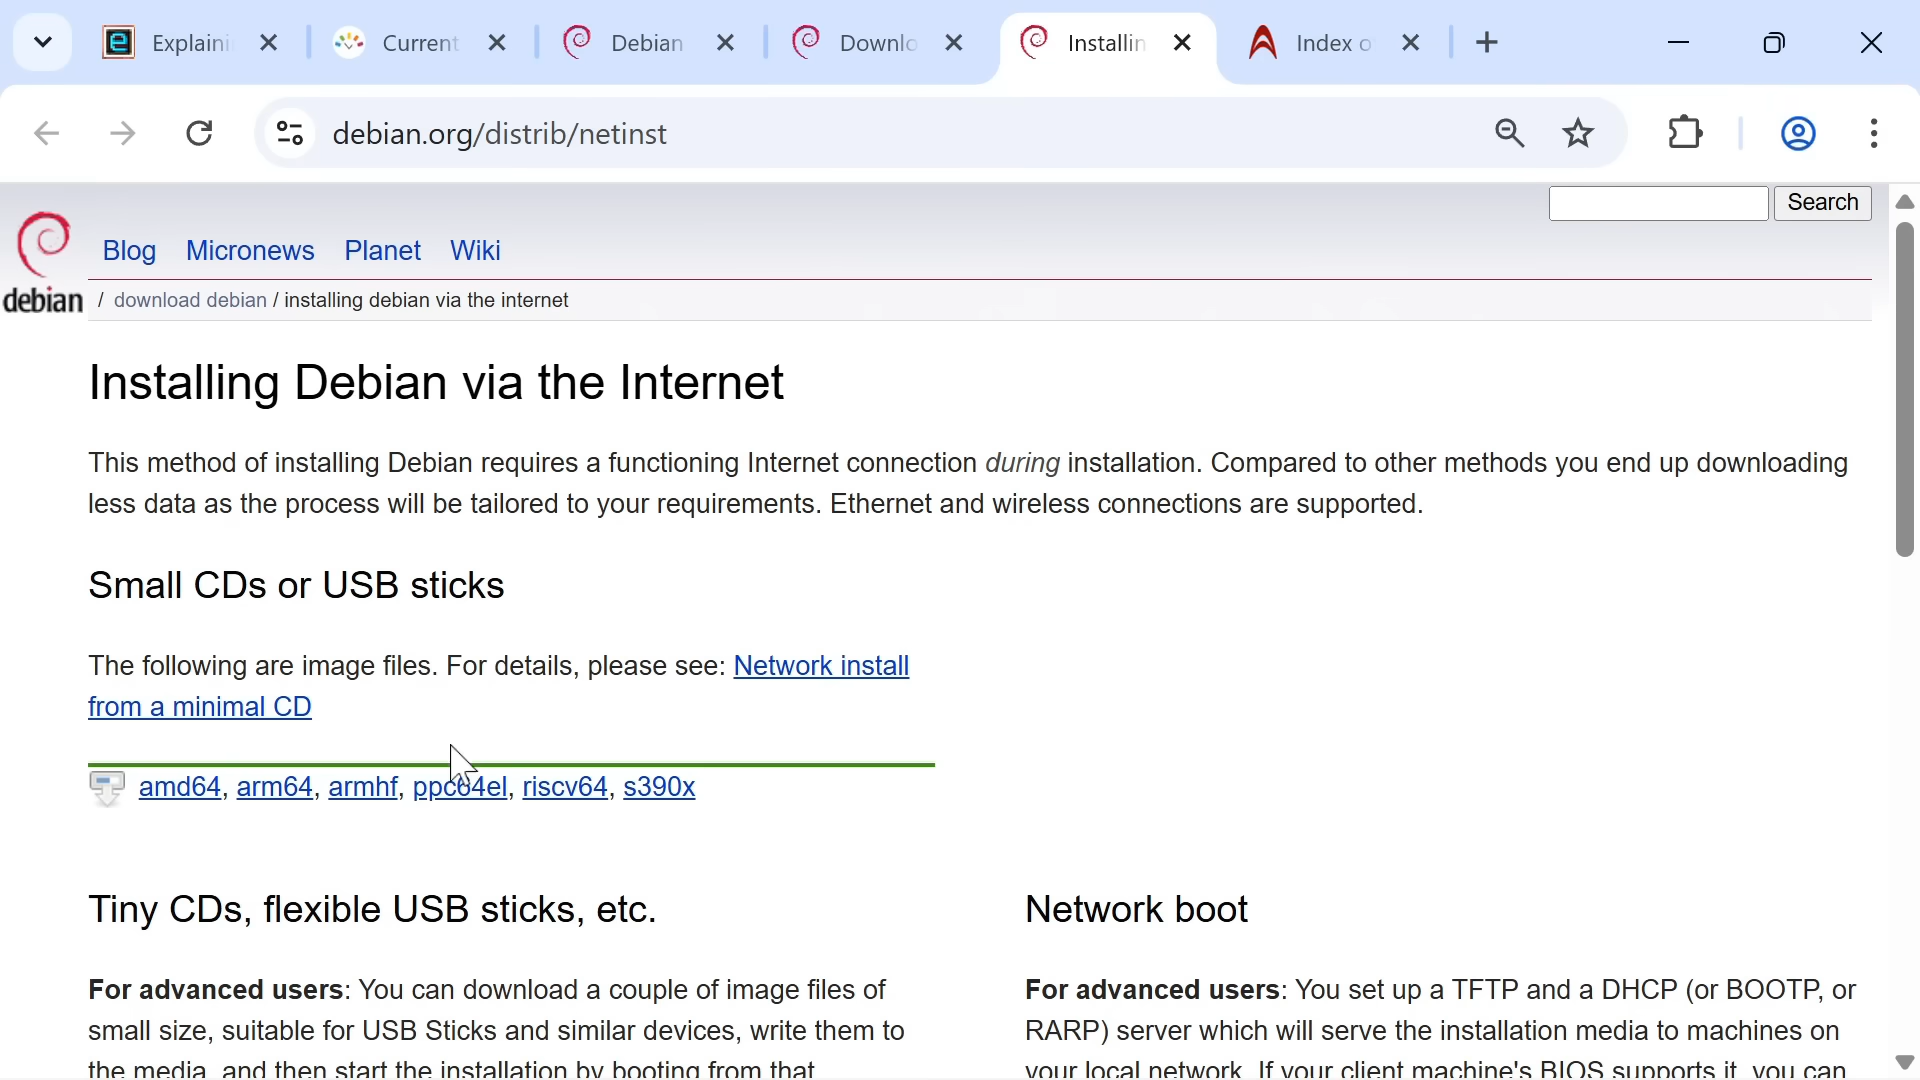 Explaini
Current
Debian
Downlo
Installin
Index o
debian.org/distrib/netinst
Search
Blog Micronews Planet Wiki
debian / download debian / installing debian via the internet
Installing Debian via the Internet
This method of installing Debian requires a functioning Internet connection during installation. Compared to other methods you end up downloading
less data as the process will be tailored to your requirements. Ethernet and wireless connections are supported.
Small CDs or USB sticks
The following are image files. For details, please see: Network install
from a minimal CD
amd64, arm64, armhf, ppc64el, riscv64, s390x
Tiny CDs, flexible USB sticks, etc.
For advanced users: You can download a couple of image files of
small size, suitable for USB Sticks and similar devices, write them to
the media, and then start the installation by booting from that.
Network boot
For advanced users: You set up a TFTP and a DHCP (or BOOTP, or
RARP) server which will serve the installation media to machines on
your local network. If your client machine's BIOS supports it, you can